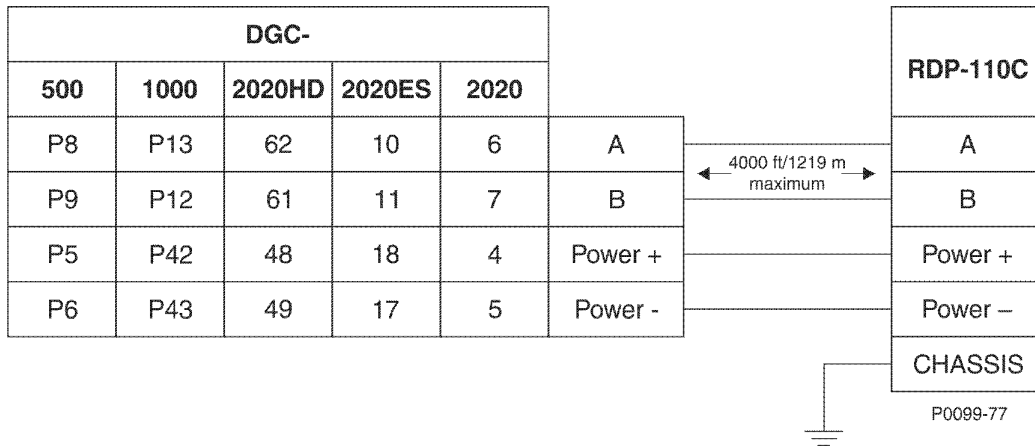 DGC-
RDP-110C
500 1000 2020HD 2020ES 2020
P8 P13 62 10 6 A A
4000 ft/1219 m
maximum
P9 P12 61 11 7 B B
P5 P42 48 18 4 Power + Power +
P6 P43 49 17 5 Power - Power –
CHASSIS
P0099-77